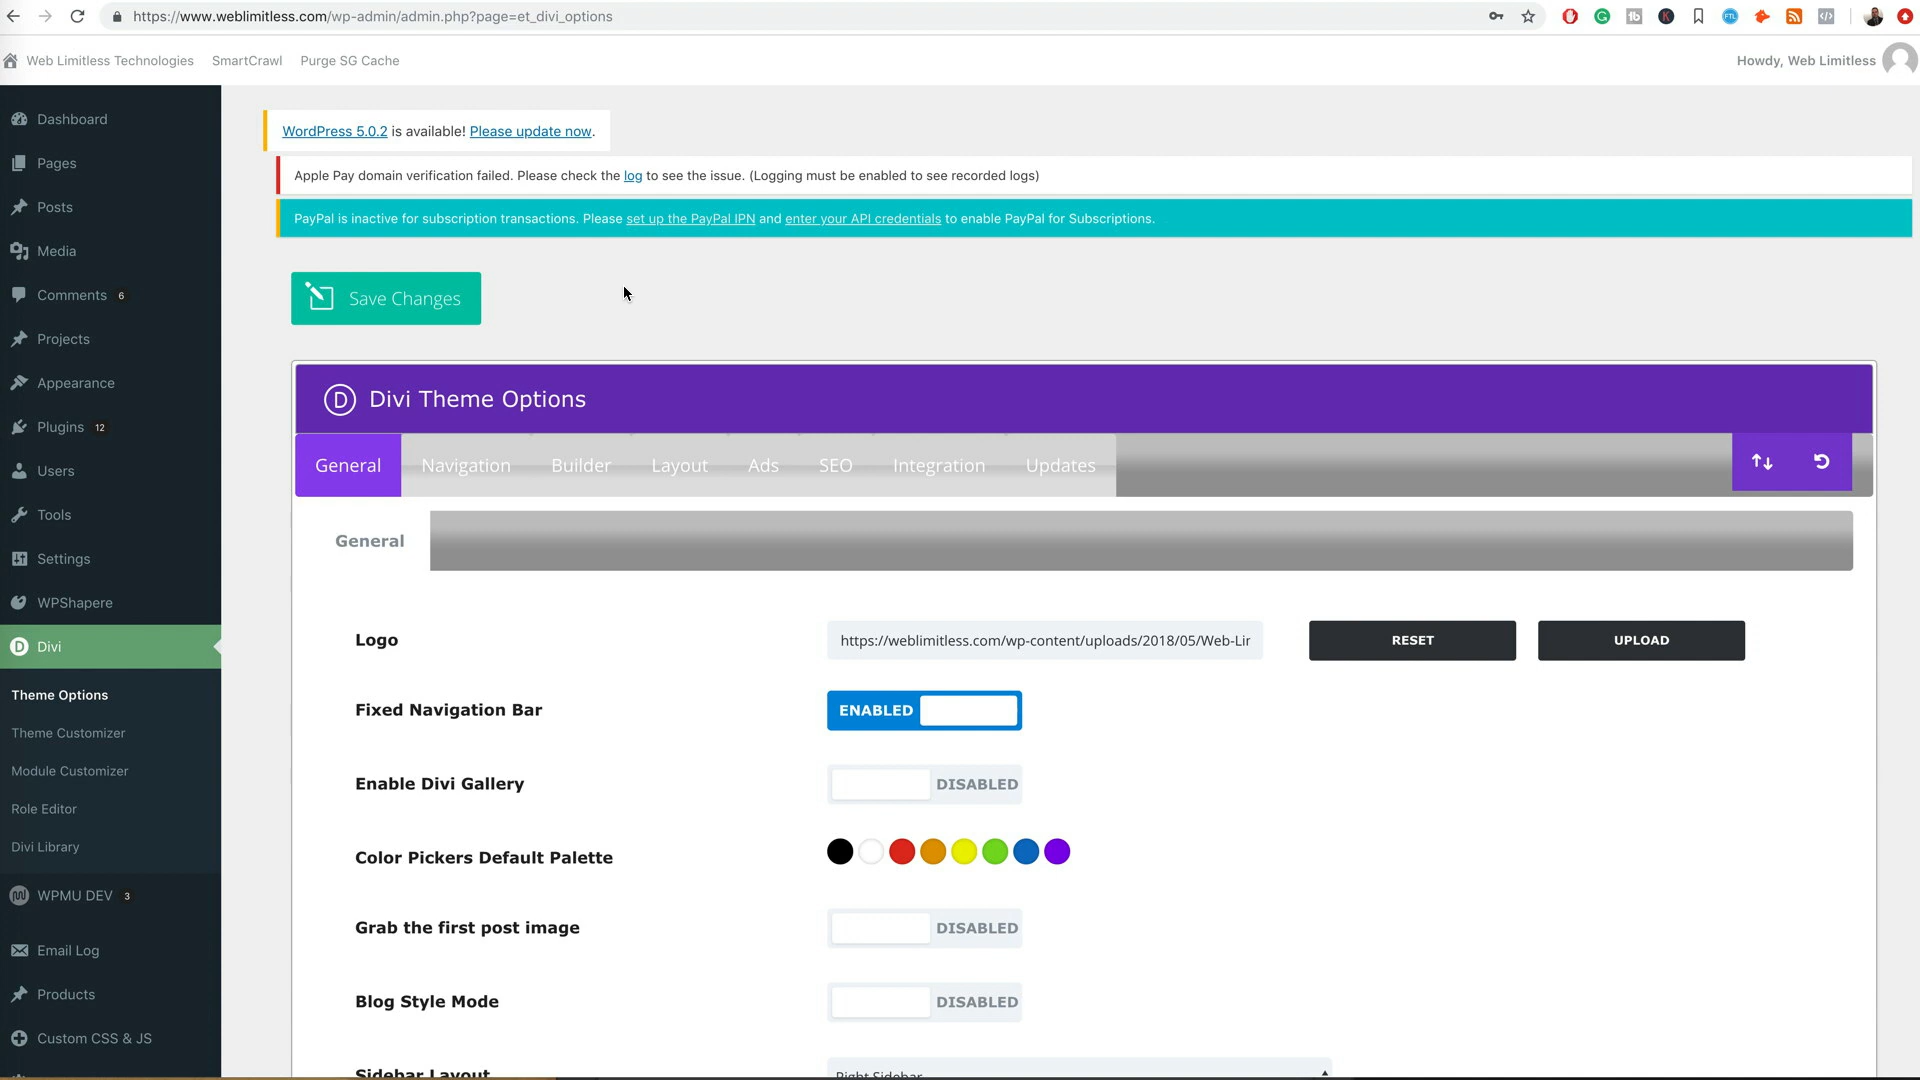 https://www.weblimitless.com/wp-admin/admin.php?page=et_divi_options
Web Limitless Technologies
SmartCrawl
Purge SG Cache
Howdy, Web Limitless
Dashboard
Pages
Posts
Media
Comments 6
Projects
Appearance
Plugins 12
Users
Tools
Settings
WPShapere
Divi
Theme Options
Theme Customizer
Module Customizer
Role Editor
Divi Library
WPMU DEV 3
Email Log
Products
Custom CSS & JS
WordPress 5.0.2 is available! Please update now.
Apple Pay domain verification failed. Please check the log to see the issue. (Logging must be enabled to see recorded logs)
PayPal is inactive for subscription transactions. Please set up the PayPal IPN and enter your API credentials to enable PayPal for Subscriptions.
Save Changes
D Divi Theme Options
General
Navigation
Builder
Layout
Ads
SEO
Integration
Updates
General
Logo
https://weblimitless.com/wp-content/uploads/2018/05/Web-Lir
RESET
UPLOAD
Fixed Navigation Bar
ENABLED
Enable Divi Gallery
DISABLED
Color Pickers Default Palette
Grab the first post image
DISABLED
Blog Style Mode
DISABLED
Sidebar Layout
Right Sidebar